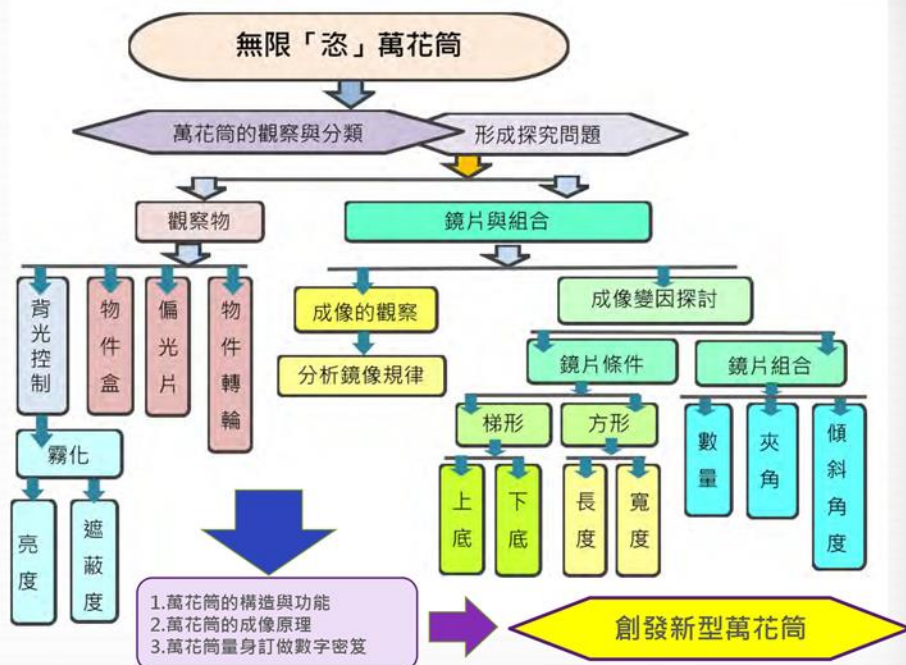 無限「恣」萬花筒
萬花筒的觀察與分類
形成探究問題
觀察物
鏡片與組合
背光控制
物件盒
偏光片
物件轉輪
成像的觀察
成像變因探討
分析鏡像規律
鏡片條件
鏡片組合
霧化
梯形
方形
數量
夾角
傾斜角度
亮度
遮蔽度
上底
下底
長度
寬度
1.萬花筒的構造與功能
2.萬花筒的成像原理
3.萬花筒量身訂做數字密笈
創發新型萬花筒